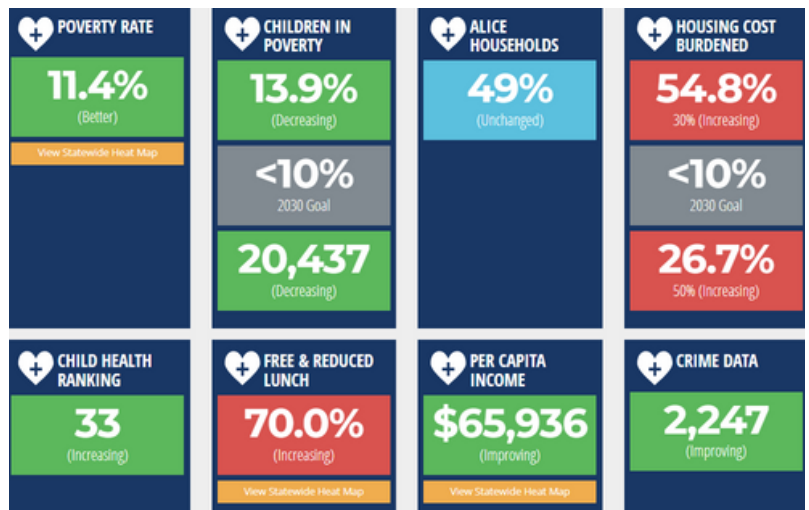 POVERTY RATE
11.4%
(Better)
View Statewide Heat Map
CHILDREN IN
POVERTY
13.9%
(Decreasing)
<10%
2030 Goal
20,437
(Decreasing)
ALICE
HOUSEHOLDS
49%
(Unchanged)
HOUSING COST
BURDENED
54.8%
30% (Increasing)
<10%
2030 Goal
26.7%
50% (Increasing)
CHILD HEALTH
RANKING
33
(Increasing)
FREE & REDUCED
LUNCH
70.0%
(Increasing)
View Statewide Heat Map
PER CAPITA
INCOME
$65,936
(Improving)
View Statewide Heat Map
CRIME DATA
2,247
(Improving)